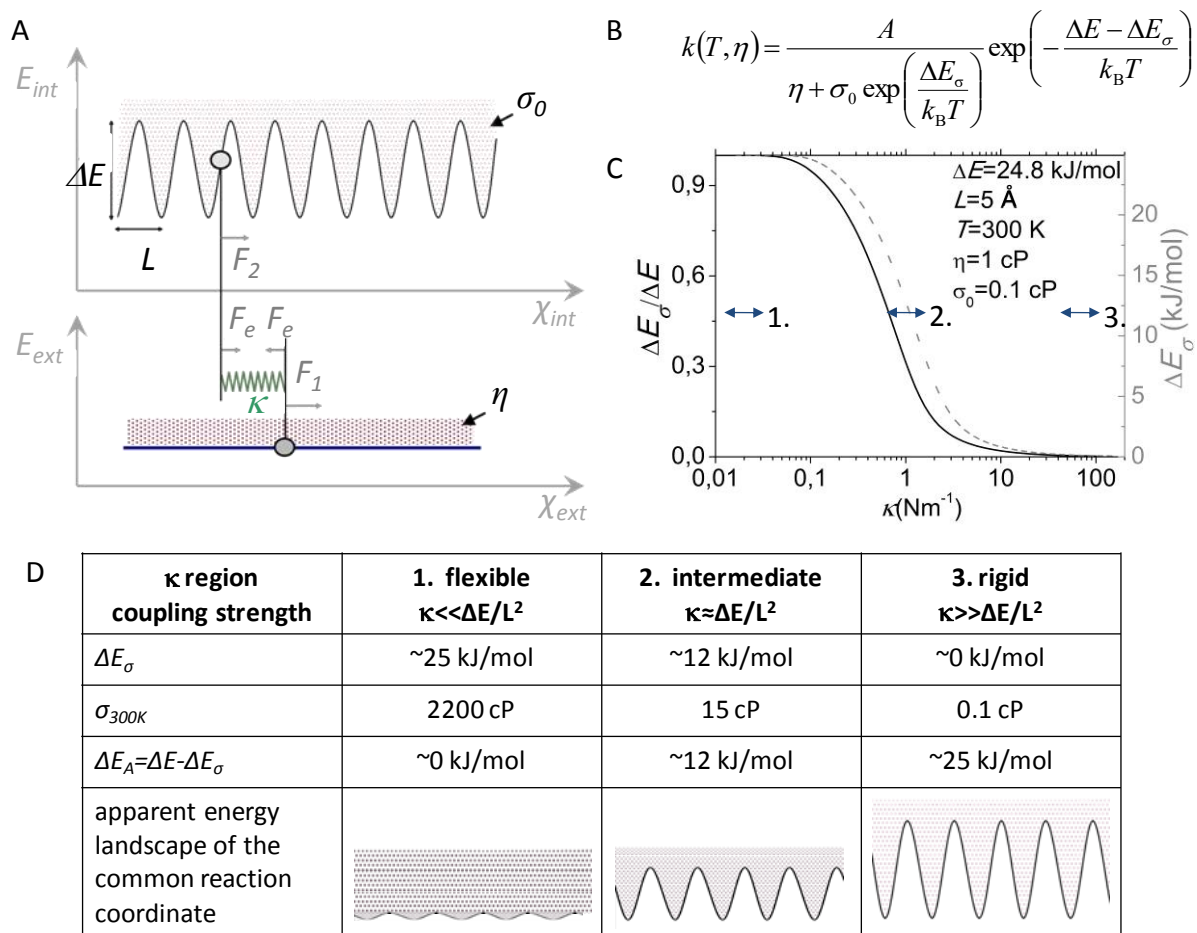 A
E_int
σ_0
ΔE
L
F_2
χ_int
E_ext
F_e F_e
F_1
κ
η
χ_ext
B
k(T,η) = A / (η + σ_0 exp(ΔE_σ / k_B T)) exp(− (ΔE − ΔE_σ) / k_B T)
C
ΔE=24.8 kJ/mol
L=5 Å
T=300 K
η=1 cP
σ_0=0.1 cP
ΔE_σ/ΔE
0,9
0,6
0,3
0,0
1. 2. 3.
20
15
10
5
0
ΔE_σ (kJ/mol)
0,01 0,1 1 10 100
κ(Nm⁻¹)
D
κ region
coupling strength
1. flexible
κ<<ΔE/L²
2. intermediate
κ≈ΔE/L²
3. rigid
κ>>ΔE/L²
ΔE_σ ~25 kJ/mol ~12 kJ/mol ~0 kJ/mol
σ_300K 2200 cP 15 cP 0.1 cP
ΔE_A=ΔE-ΔE_σ ~0 kJ/mol ~12 kJ/mol ~25 kJ/mol
apparent energy
landscape of the
common reaction
coordinate